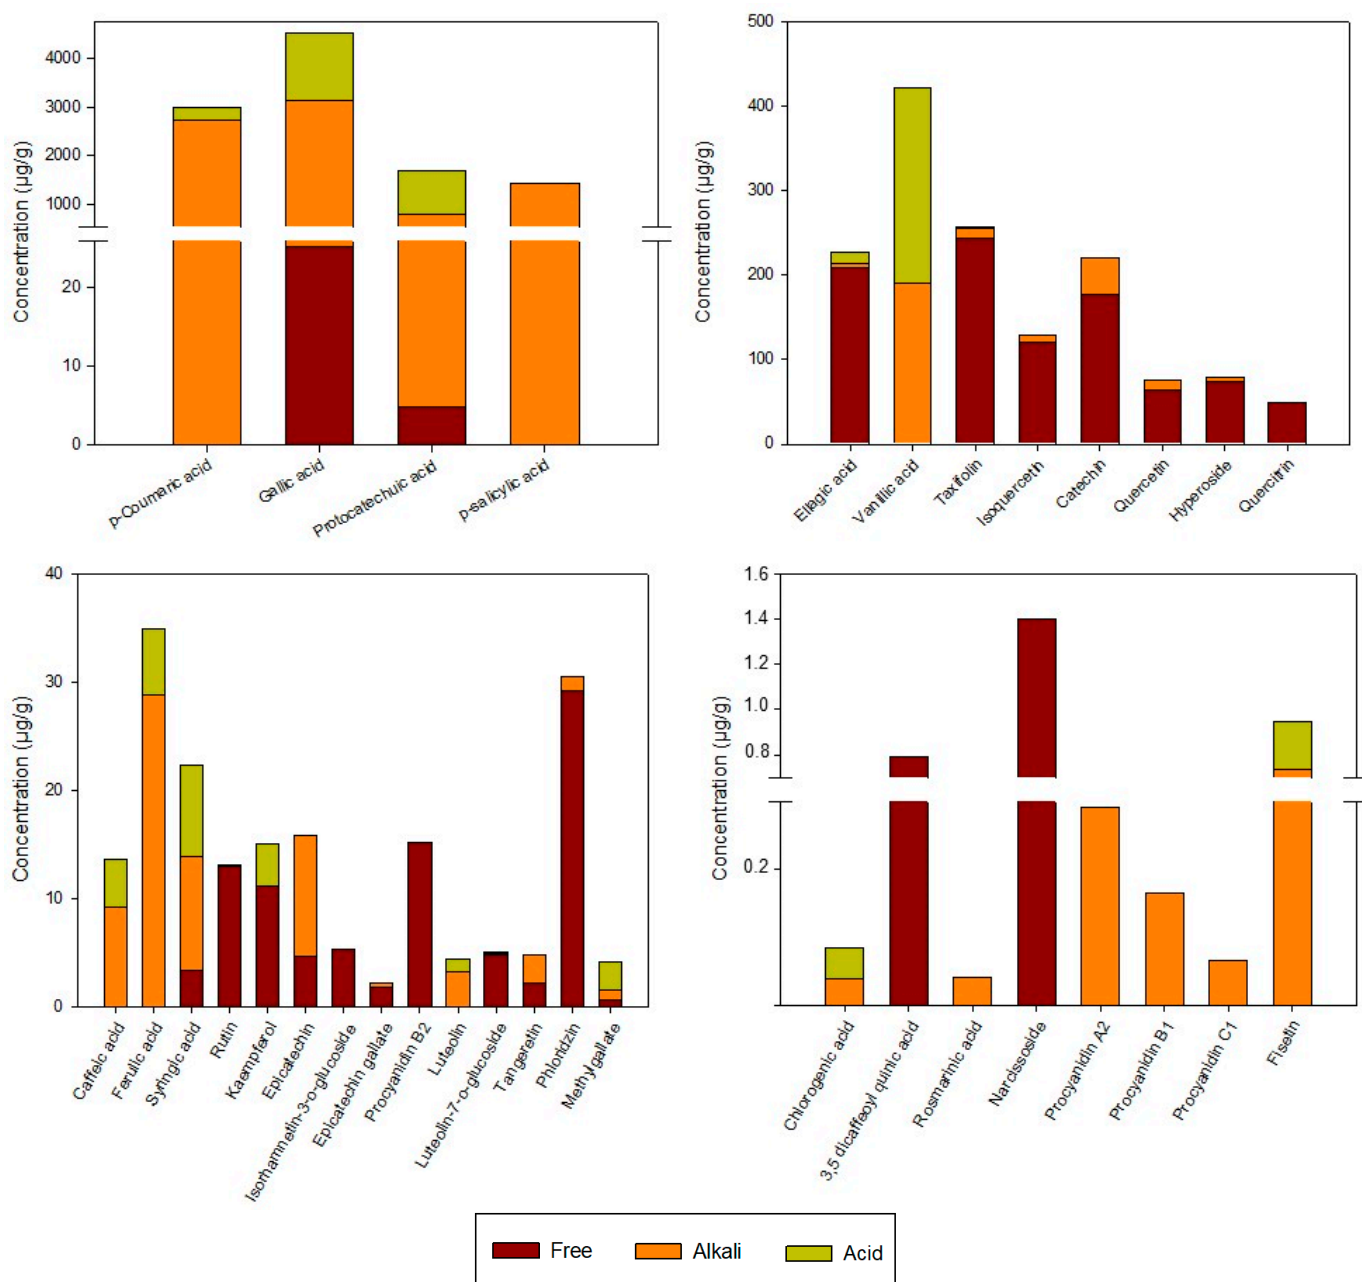 Concentration (µg/g)
4000
3000
2000
1000
20
10
0
p-Coumaric acid
Gallic acid
Protocatechuic acid
p-salicylic acid
Concentration (µg/g)
500
400
300
200
100
0
Ellagic acid
Vanillic acid
Taxifolin
Isoquercetin
Catechin
Quercetin
Hyperoside
Quercitrin
Concentration (µg/g)
40
30
20
10
0
Caffeic acid
Ferulic acid
Syringic acid
Rutin
Kaempferol
Epicatechin
Isorhamnetin-3-o-glucoside
Epicatechin gallate
Procyanidin B2
Luteolin
Luteolin-7-o-glucoside
Tangeretin
Phloridzin
Methylgallate
Concentration (µg/g)
1.6
1.4
1.2
1.0
0.8
0.2
Chlorogenic acid
3,5 dicaffeoyl quinic acid
Rosmarinic acid
Narcissoside
Procyanidin A2
Procyanidin B1
Procyanidin C1
Fisetin
Free Alkali Acid